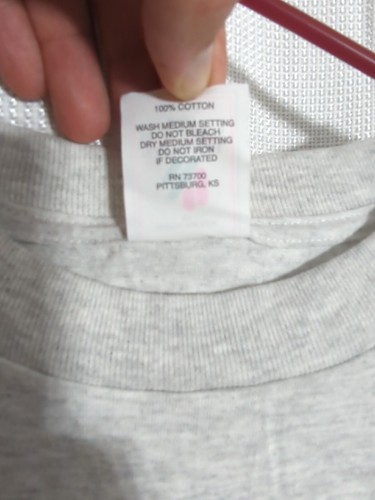 100% COTTON
WASH MEDIUM SETTING
DO NOT BLEACH
DRY MEDIUM SETTING
DO NOT IRON
IF DECORATED
RN 73700
PITTSBURG, KS